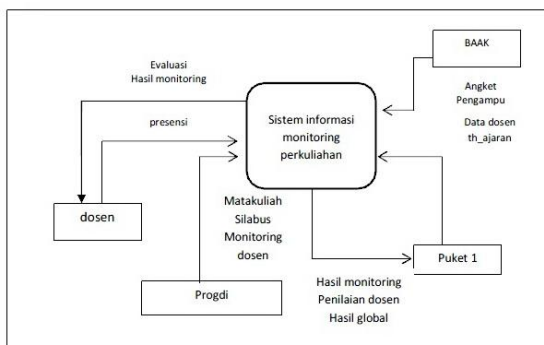 BAAK
Evaluasi
Hasil monitoring
Angket
Pengampu
Data dosen
th_ajaran
Sistem informasi
monitoring
perkuliahan
presensi
Matakuliah
Silabus
Monitoring
dosen
dosen
Puket 1
Progdi
Hasil monitoring
Penilaian dosen
Hasil global